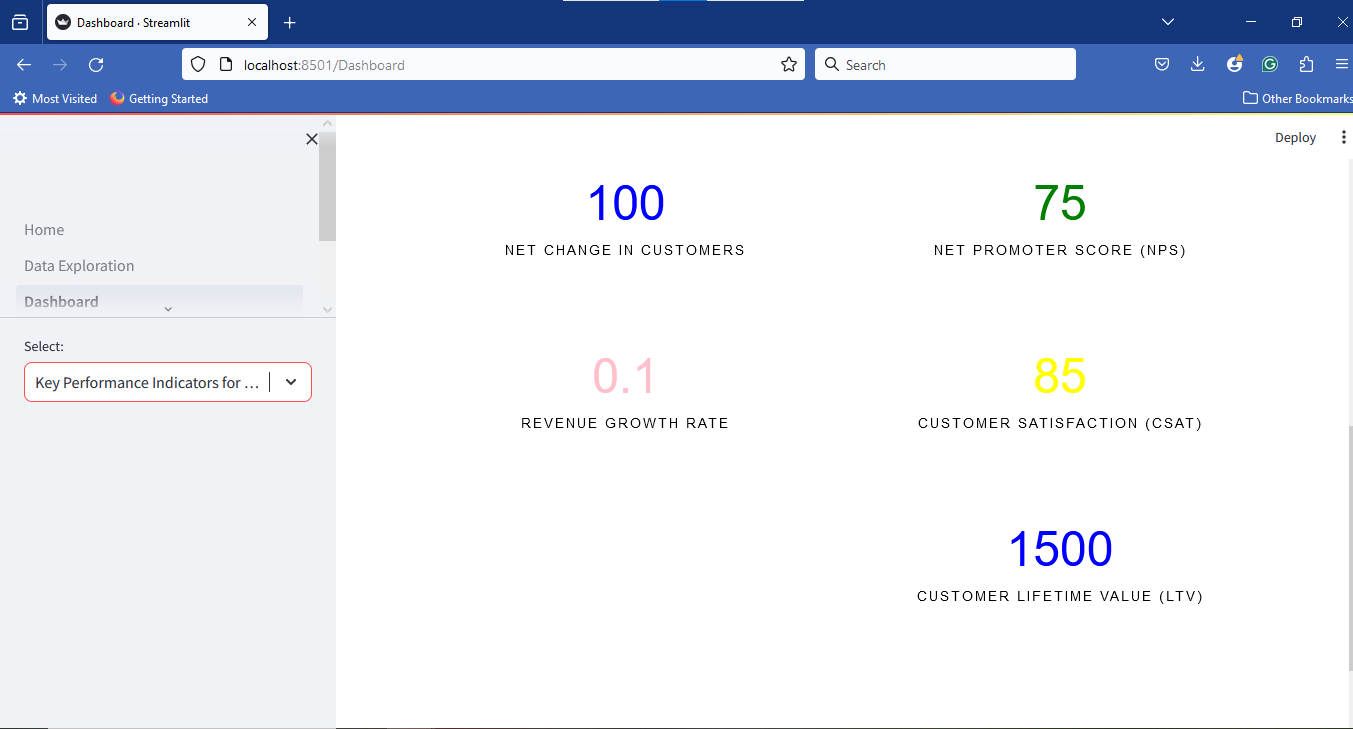 Dashboard · Streamlit
localhost:8501/Dashboard
Search
Most Visited
Getting Started
Other Bookmarks
Deploy
Home
Data Exploration
Dashboard
Select:
Key Performance Indicators for ...
100
NET CHANGE IN CUSTOMERS
75
NET PROMOTER SCORE (NPS)
0.1
REVENUE GROWTH RATE
85
CUSTOMER SATISFACTION (CSAT)
1500
CUSTOMER LIFETIME VALUE (LTV)